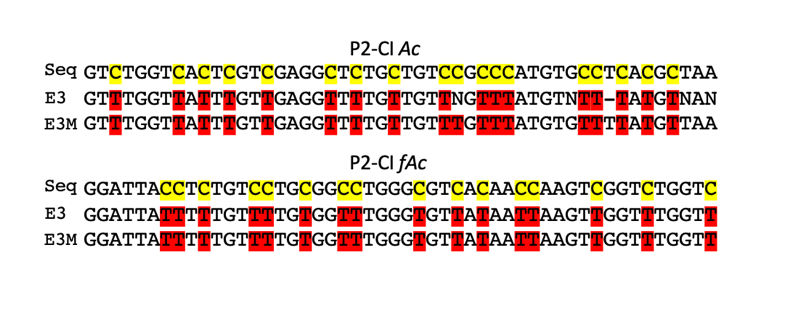 P2-CI Ac
Seq GTCTGGTCACTCGTCGAGGCTCTGCTGTCCGCCCATGTGCCTCACGCTAA
E3 GTTTGGTTATTTGTTGAGGTTTTGTTGTTNGTTTATGTNTT-TATGTNAN
E3M GTTTGGTTATTTGTTGAGGTTTTGTTGTTTGTTTATGTGTTTTATGTTAA
P2-CI fAc
Seq GGATTACCTCTGTCCTGCGGCCTGGGCGTCACAACCAAGTCGGTCTGGTC
E3 GGATTATTTTTGTTTTGTGGTTTGGGTGTTATAATTAAGTTGGTTTGGTT
E3M GGATTATTTTTGTTTTGTGGTTTGGGTGTTATAATTAAGTTGGTTTGGTT